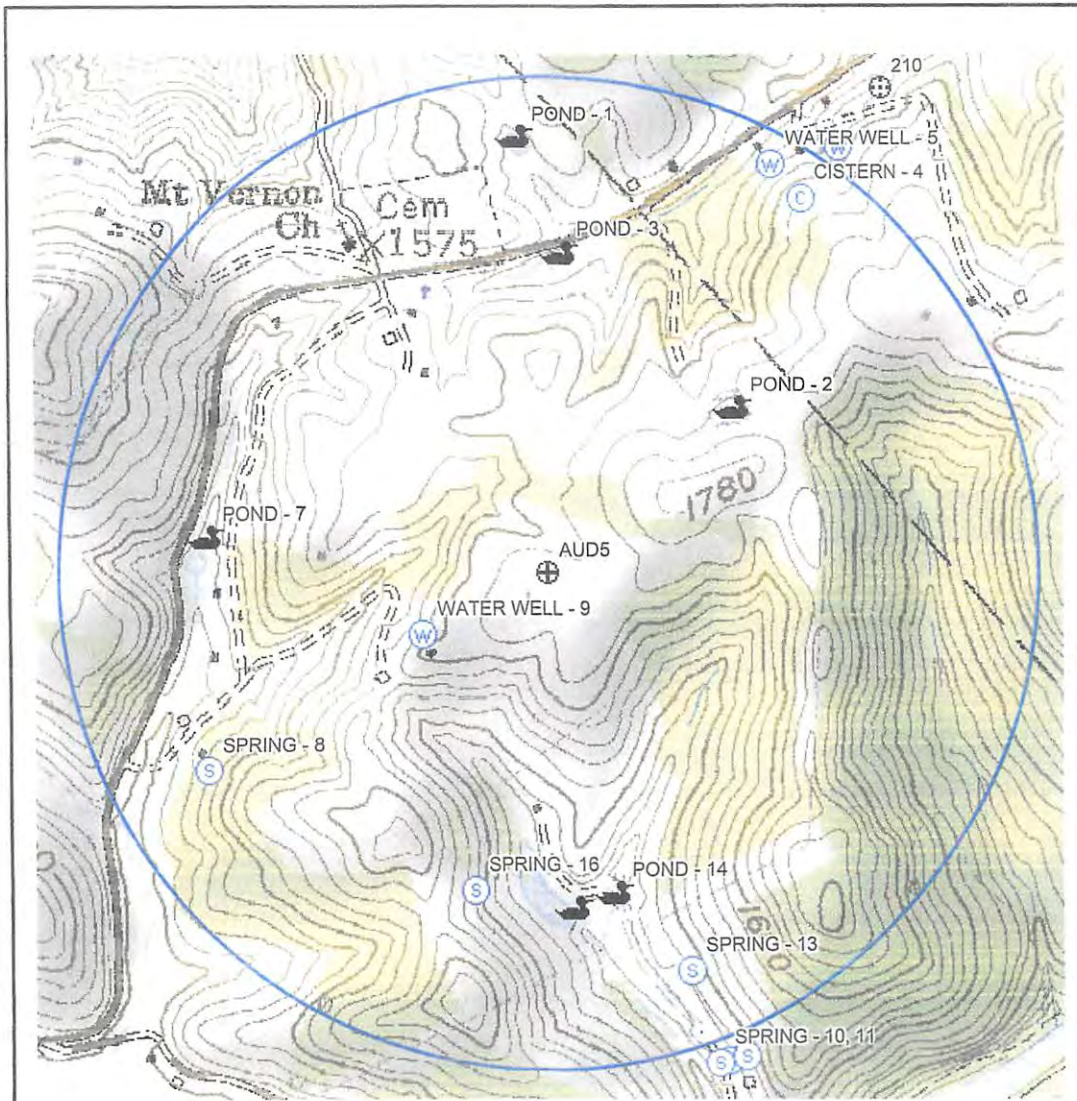 210
POND - 1
WATER WELL - 5
W
W
CISTERN - 4
C
Mt Vernon
Ch
Cem
1575
POND - 3
POND - 2
1780
POND - 7
AUD5
WATER WELL - 9
W
SPRING - 8
S
SPRING - 16
S
POND - 14
SPRING - 13
S
SPRING - 10, 11
S
S